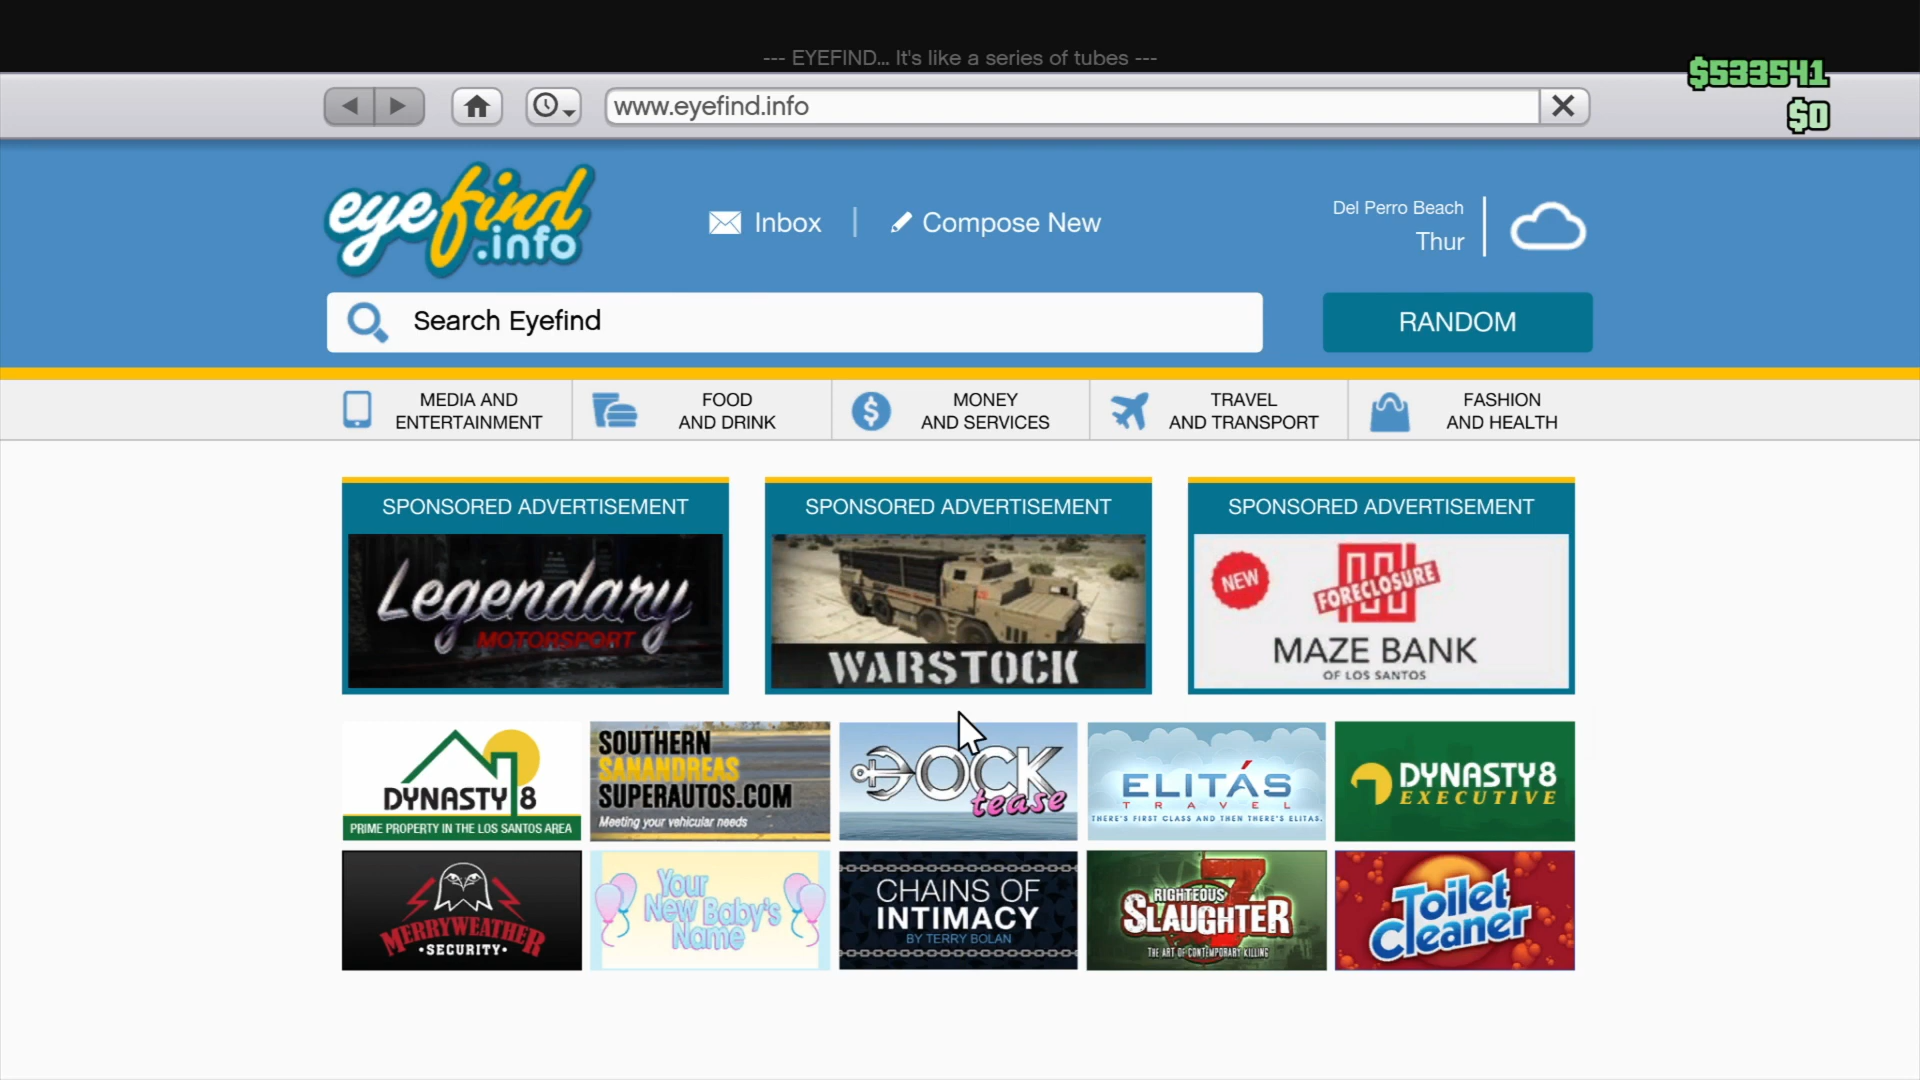 --- EYEFIND... It's like a series of tubes ---
$533541
$0
www.eyefind.info
eyefind
.info
Inbox
Compose New
Del Perro Beach
Thur
Search Eyefind
RANDOM
MEDIA AND
ENTERTAINMENT
FOOD
AND DRINK
MONEY
AND SERVICES
TRAVEL
AND TRANSPORT
FASHION
AND HEALTH
SPONSORED ADVERTISEMENT
Legendary
MOTORSPORT
SPONSORED ADVERTISEMENT
WARSTOCK
SPONSORED ADVERTISEMENT
NEW
FORECLOSURE
MAZE BANK
OF LOS SANTOS
DYNASTY 8
PRIME PROPERTY IN THE LOS SANTOS AREA
SOUTHERN
SANANDREAS
SUPERAUTOS.COM
Meeting your vehicular needs
DOCK
tease
ELITÁS
TRAVEL
THERE'S FIRST CLASS AND THEN THERE'S ELITAS.
DYNASTY 8
EXECUTIVE
MERRYWEATHER
·SECURITY·
Your
New Baby's
Name
CHAINS OF
INTIMACY
BY TERRY BOLAN
RIGHTEOUS
SLAUGHTER
7
THE ART OF CONTEMPORARY KILLING
Toilet
Cleaner